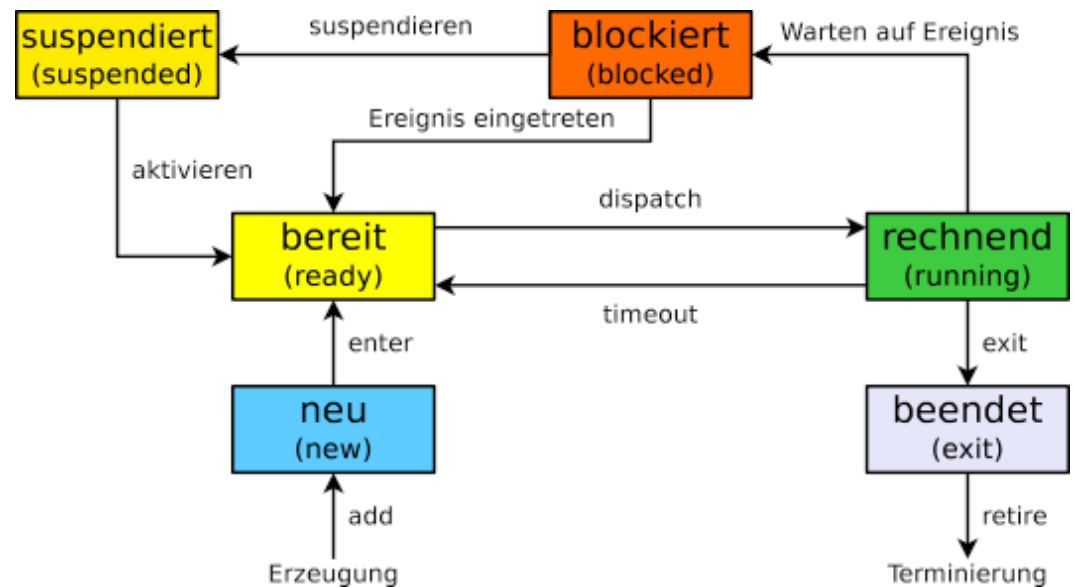 suspendiert
(suspended)
suspendieren
blockiert
(blocked)
Warten auf Ereignis
Ereignis eingetreten
aktivieren
bereit
(ready)
dispatch
timeout
rechnend
(running)
enter
exit
neu
(new)
beendet
(exit)
add
retire
Erzeugung
Terminierung